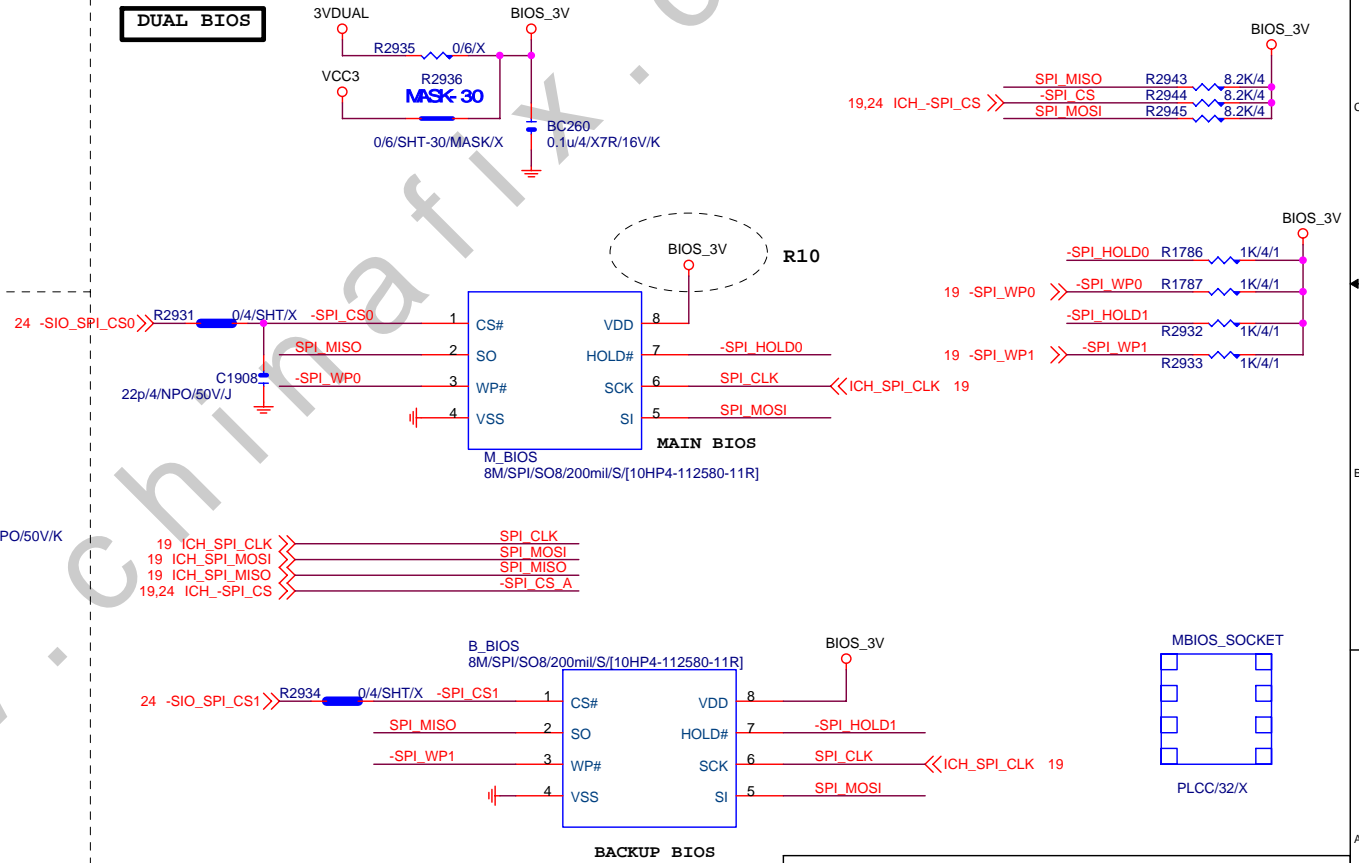 DUAL BIOS
3VDUAL
BIOS_3V
R2935 0/6/X
VCC3
R2936
MASK-30
0/6/SHT-30/MASK/X
BC260
0.1u/4/X7R/16V/K
BIOS_3V
SPI_MISO R2943 8.2K/4
19,24 ICH_-SPI_CS -SPI_CS R2944 8.2K/4
SPI_MOSI R2945 8.2K/4
C
BIOS_3V
R10
BIOS_3V
-SPI_HOLD0 R1786 1K/4/1
19 -SPI_WP0 -SPI_WP0 R1787 1K/4/1
-SPI_HOLD1 R2932 1K/4/1
19 -SPI_WP1 -SPI_WP1 R2933 1K/4/1
24 -SIO_SPI_CS0 R2931 0/4/SHT/X -SPI_CS0 1 CS# VDD 8
SPI_MISO 2 SO HOLD# 7 -SPI_HOLD0
C1908 -SPI_WP0 3 WP# SCK 6 SPI_CLK ICH_SPI_CLK 19
22p/4/NPO/50V/J
4 VSS SI 5 SPI_MOSI
MAIN BIOS
M_BIOS
8M/SPI/SO8/200mil/S/[10HP4-112580-11R]
B
PO/50V/K
19 ICH_SPI_CLK SPI_CLK
19 ICH_SPI_MOSI SPI_MOSI
19 ICH_SPI_MISO SPI_MISO
19,24 ICH_-SPI_CS -SPI_CS_A
B_BIOS
8M/SPI/SO8/200mil/S/[10HP4-112580-11R]
BIOS_3V
MBIOS_SOCKET
24 -SIO_SPI_CS1 R2934 0/4/SHT/X -SPI_CS1 1 CS# VDD 8
SPI_MISO 2 SO HOLD# 7 -SPI_HOLD1
-SPI_WP1 3 WP# SCK 6 SPI_CLK ICH_SPI_CLK 19
4 VSS SI 5 SPI_MOSI
PLCC/32/X
BACKUP BIOS
A
.chinafix.c